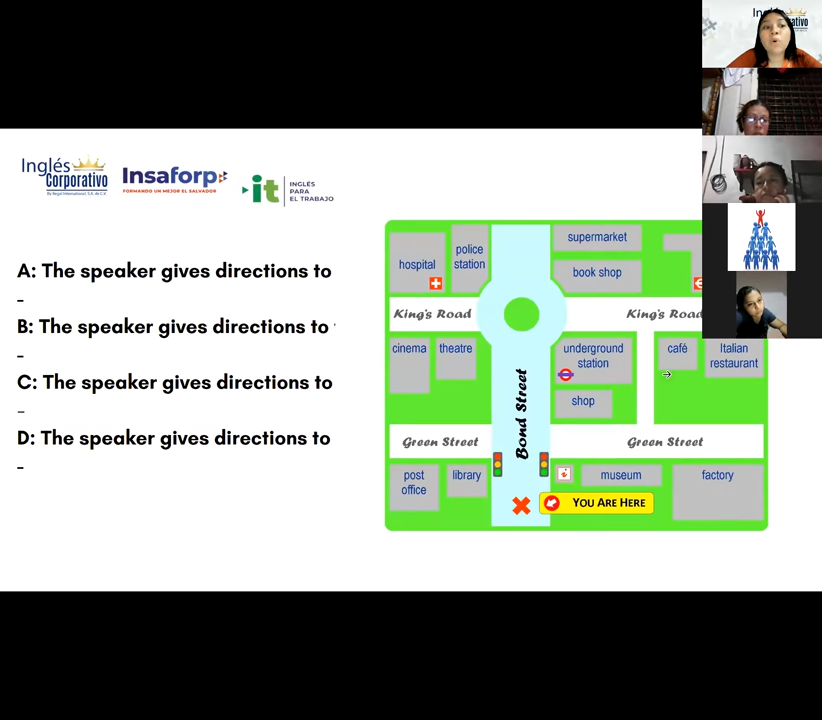 Inglés
Corporativo
By Regal International, S.A. de C.V.
Insaforp
FORMANDO UN MEJOR EL SALVADOR
it
INGLÉS
PARA
EL TRABAJO
A: The speaker gives directions to
-
B: The speaker gives directions to
-
C: The speaker gives directions to
-
D: The speaker gives directions to
-
hospital
police
station
supermarket
book shop
King's Road
King's Road
cinema
theatre
underground
station
café
Italian
restaurant
shop
Bond Street
Green Street
Green Street
post
office
library
museum
factory
YOU ARE HERE